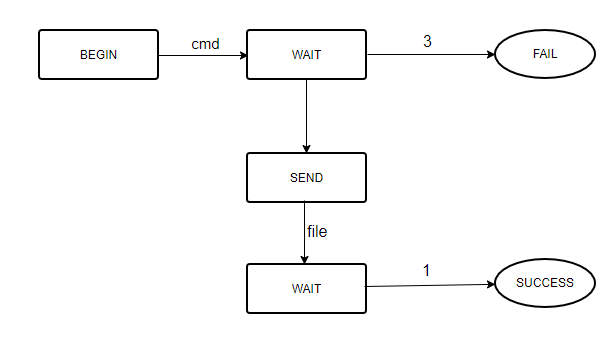 BEGIN
cmd
WAIT
3
FAIL
SEND
file
WAIT
1
SUCCESS